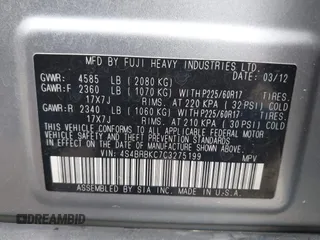 MFD BY FUJI HEAVY INDUSTRIES LTD. 03/12
GVWR: 4585 LB (2080 KG)
GAWR:F 2360 LB (1070 KG) WITH P225/60R17 TIRES.
17X7J RIMS. AT 220 KPA (32 PSI) COLD
GAWR:R 2340 LB (1060 KG) WITH P225/60R17 TIRES.
17X7J RIMS. AT 210 KPA (30 PSI) COLD
THIS VEHICLE CONFORMS TO ALL APPLICABLE FEDERAL MOTOR
VEHICLE SAFETY STANDARDS IN EFFECT ON THE DATE OF
MANUFACTURE SHOWN ABOVE.
VIN: 4S4BRBKC7C3275199 MPV
ASSEMBLED BY SIA INC. MADE IN U.S.A.
DREAMBID